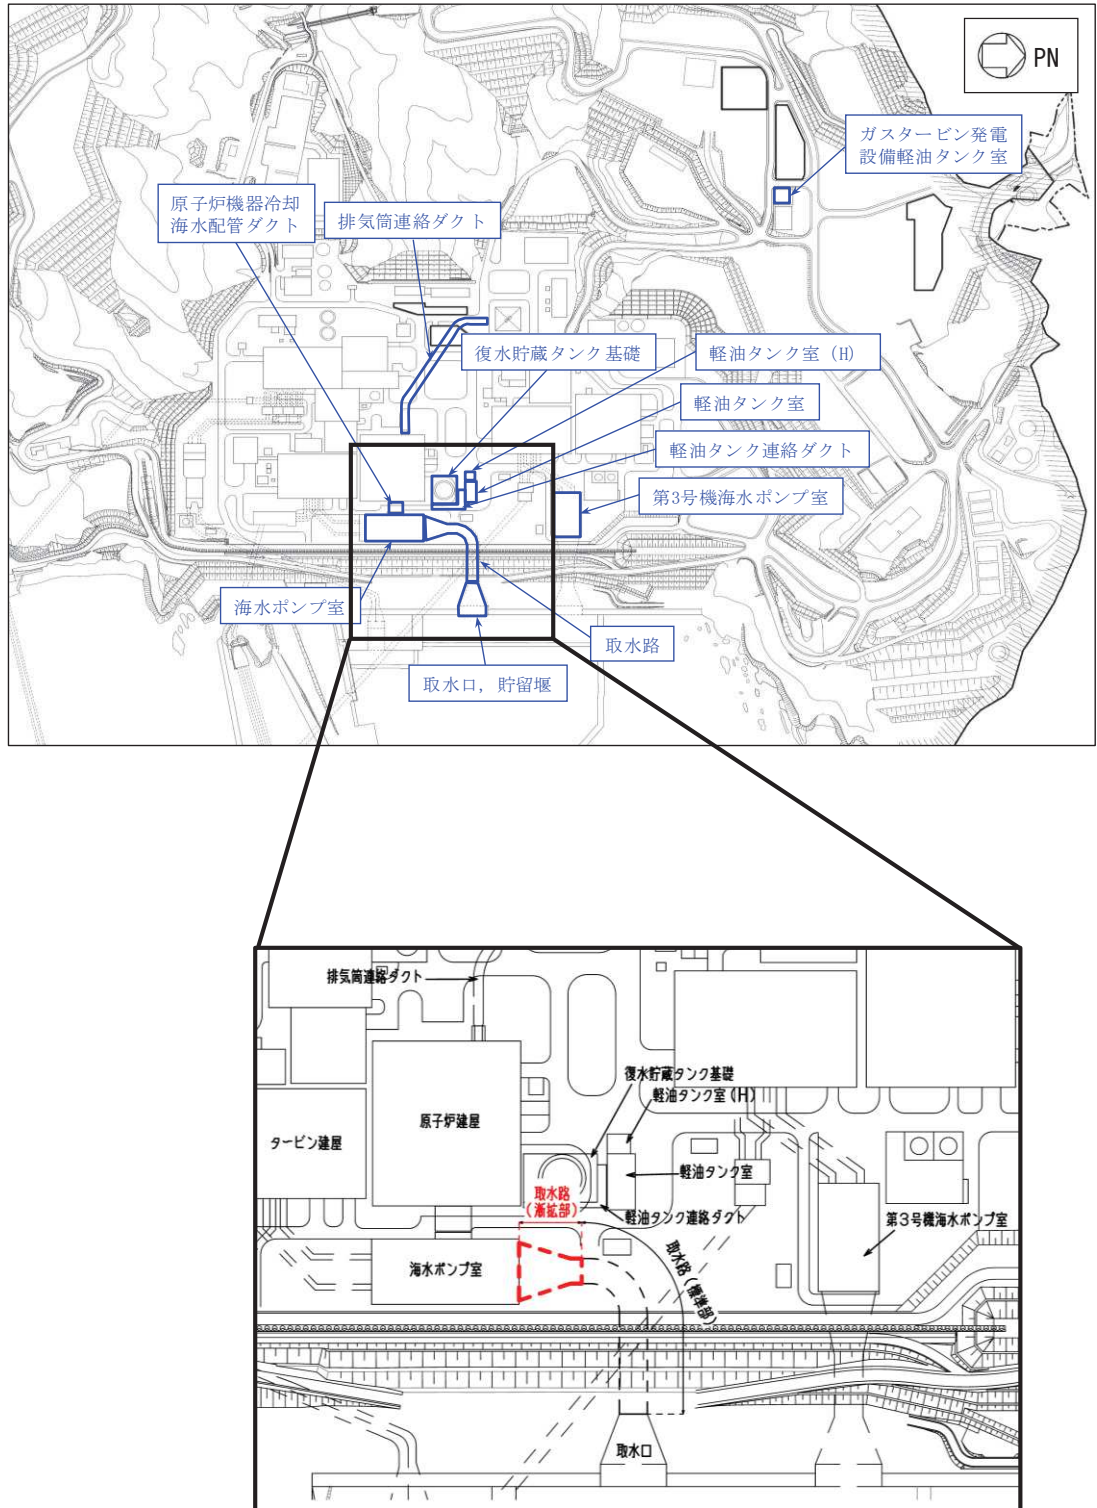 PN
ガスタービン発電
設備軽油タンク室
原子炉機器冷却
海水配管ダクト
排気筒連絡ダクト
復水貯蔵タンク基礎
軽油タンク室（H）
軽油タンク室
軽油タンク連絡ダクト
第3号機海水ポンプ室
海水ポンプ室
取水路
取水口，貯留堰
排気筒連絡ダクト
復水貯蔵タンク基礎
軽油タンク室(H)
原子炉建屋
タービン建屋
軽油タンク室
取水路
（漸拡部）
軽油タンク連絡ダクト
第３号機海水ポンプ室
海水ポンプ室
取水路（標準部）
取水口